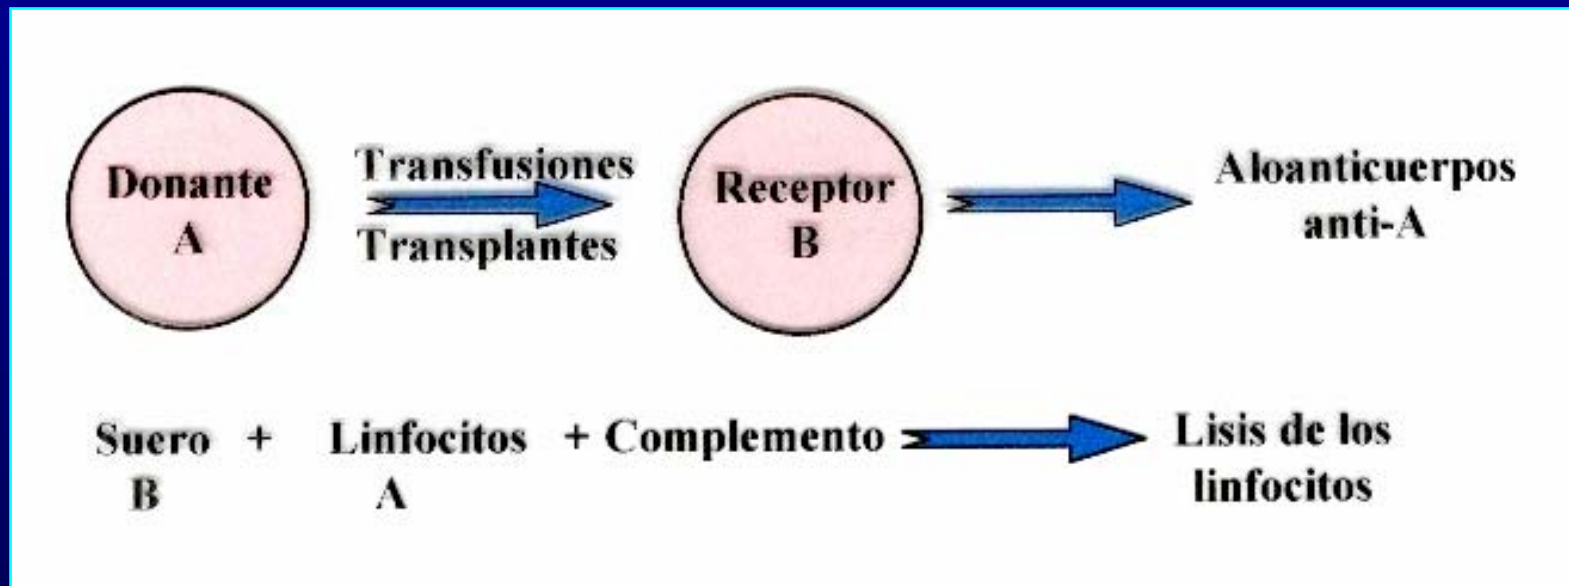 Donante
A
Transfusiones
Transplantes
Receptor
B
Aloanticuerpos
anti-A
Suero + Linfocitos + Complemento
B A
Lisis de los
linfocitos